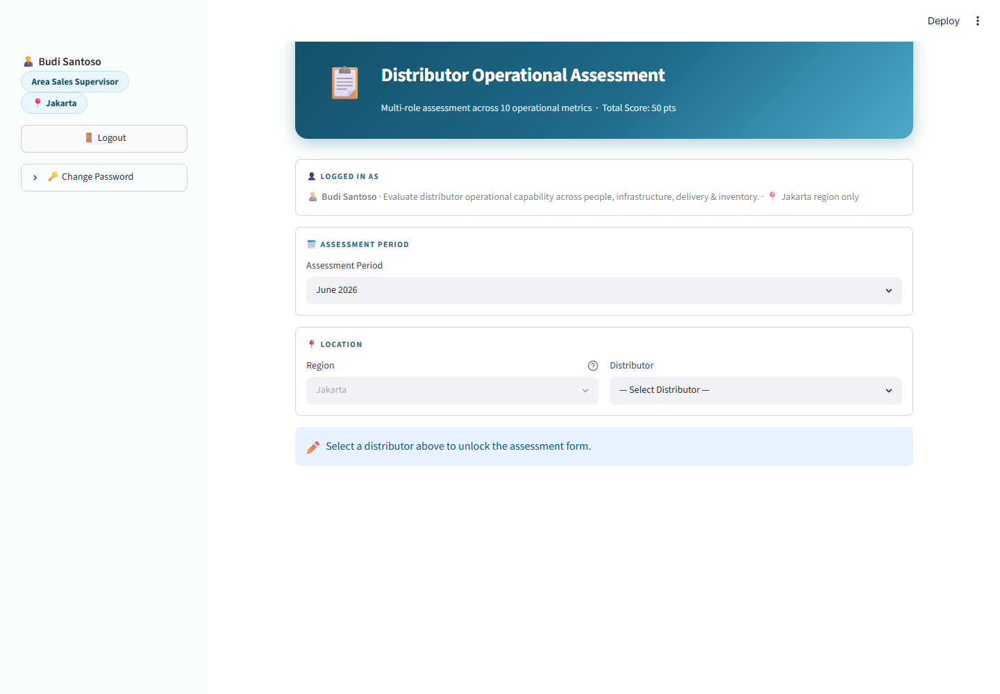 Deploy
Budi Santoso
Area Sales Supervisor
Jakarta
Logout
Change Password
Distributor Operational Assessment
Multi-role assessment across 10 operational metrics · Total Score: 50 pts
LOGGED IN AS
Budi Santoso · Evaluate distributor operational capability across people, infrastructure, delivery & inventory. · Jakarta region only
ASSESSMENT PERIOD
Assessment Period
June 2026
LOCATION
Region
Distributor
Jakarta
— Select Distributor —
Select a distributor above to unlock the assessment form.